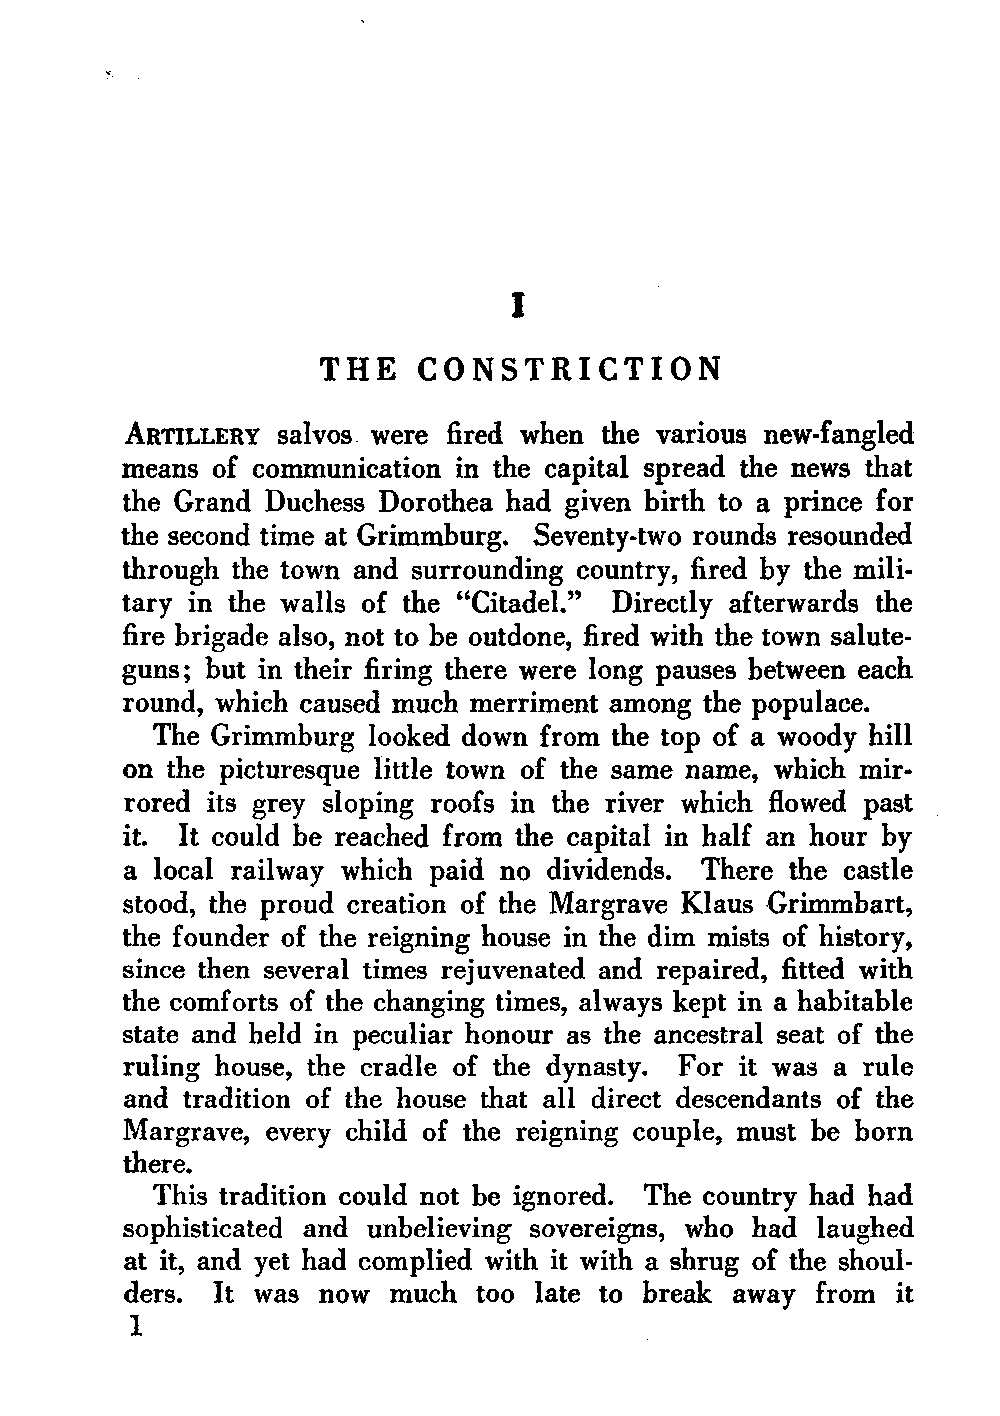 I
THE CONSTRICTION
ARTILLERY salvos were fired when the various new-fangled
means of communication in the capital spread the news that
the Grand Duchess Dorothea had given birth to a prince for
the second time at Grimmburg. Seventy-two rounds resounded
through the town and surrounding country, fired by the mili-
tary in the walls of the “Citadel.” Directly afterwards the
fire brigade also, not to be outdone, fired with the town salute-
guns; but in their firing there were long pauses between each
round, which caused much merriment among the populace.
The Grimmburg looked down from the top of a woody hill
on the picturesque little town of the same name, which mir-
rored its grey sloping roofs in the river which flowed past
it. It could be reached from the capital in half an hour by
a local railway which paid no dividends. There the castle
stood, the proud creation of the Margrave Klaus Grimmbart,
the founder of the reigning house in the dim mists of history,
since then several times rejuvenated and repaired, fitted with
the comforts of the changing times, always kept in a habitable
state and held in peculiar honour as the ancestral seat of the
ruling house, the cradle of the dynasty. For it was a rule
and tradition of the house that all direct descendants of the
Margrave, every child of the reigning couple, must be born
there.
This tradition could not be ignored. The country had had
sophisticated and unbelieving sovereigns, who had laughed
at it, and yet had complied with it with a shrug of the shoul-
ders. It was now much too late to break away from it
1